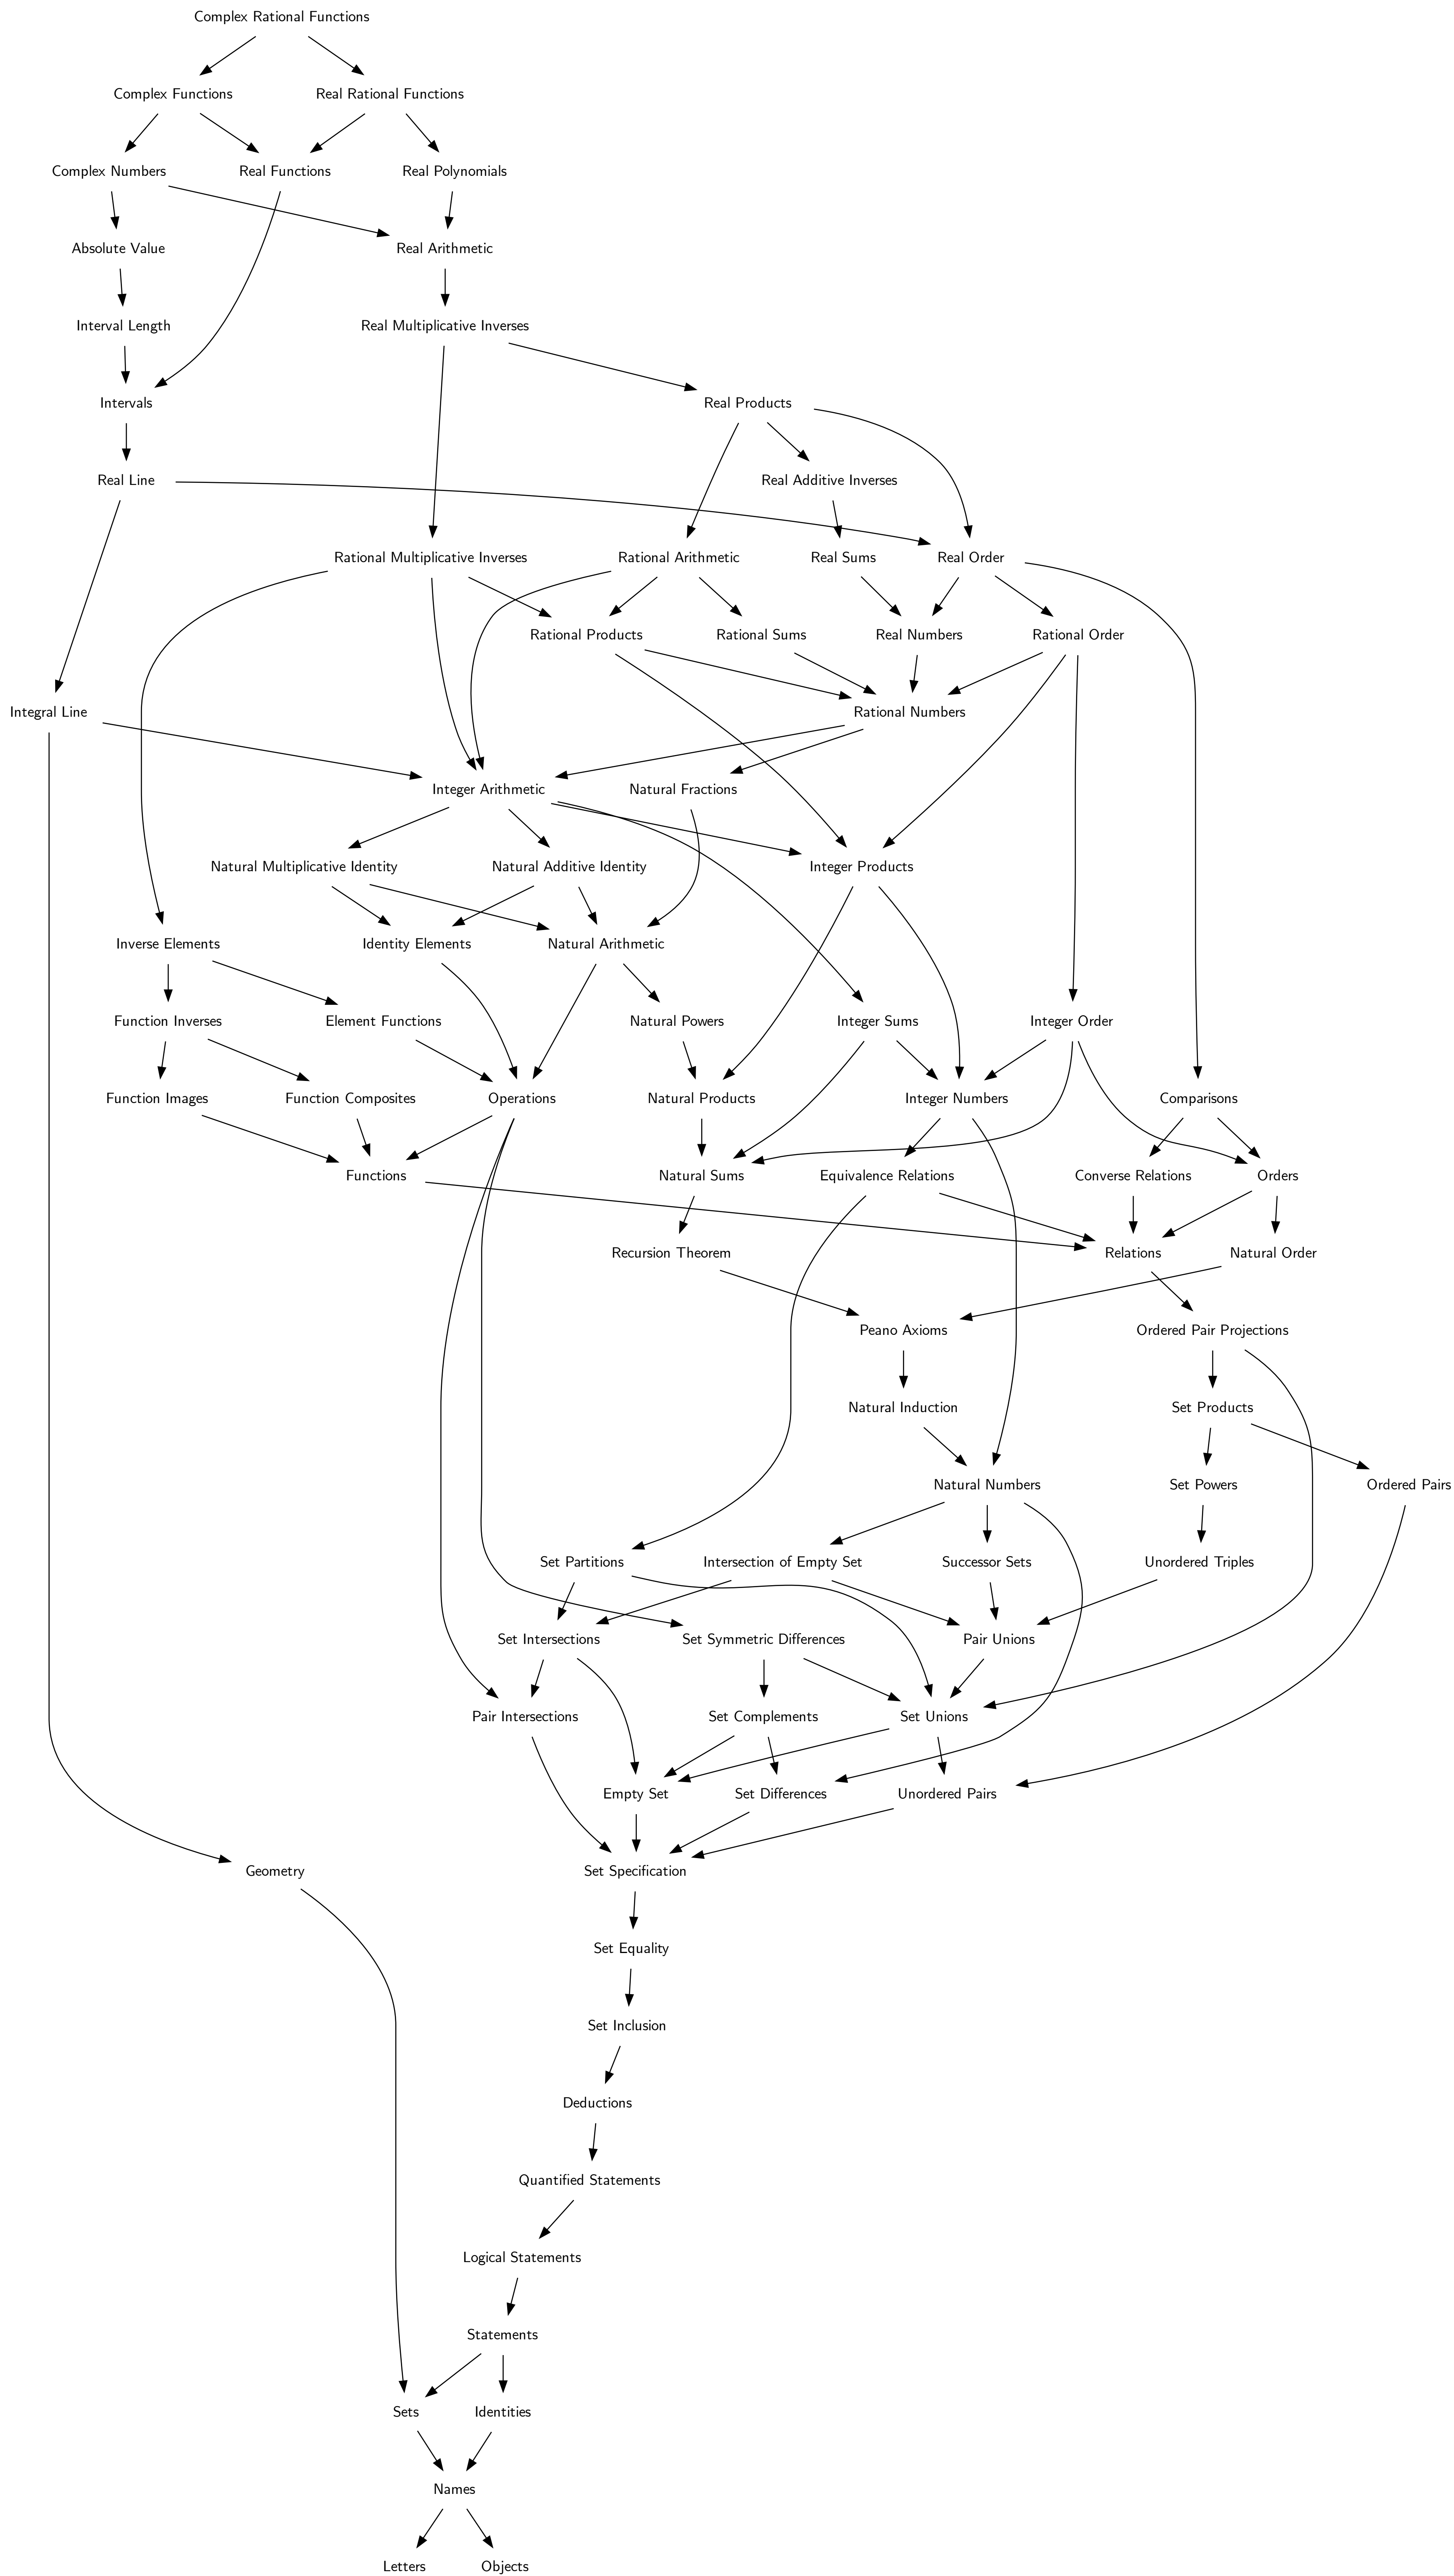 Complex Rational Functions
Complex Functions
Real Rational Functions
Complex Numbers
Real Functions
Real Polynomials
Absolute Value
Real Arithmetic
Interval Length
Real Multiplicative Inverses
Intervals
Real Products
Real Line
Real Additive Inverses
Rational Multiplicative Inverses
Rational Arithmetic
Real Sums
Real Order
Rational Products
Rational Sums
Real Numbers
Rational Order
Integral Line
Rational Numbers
Integer Arithmetic
Natural Fractions
Natural Multiplicative Identity
Natural Additive Identity
Integer Products
Inverse Elements
Identity Elements
Natural Arithmetic
Function Inverses
Element Functions
Natural Powers
Integer Sums
Integer Order
Function Images
Function Composites
Operations
Natural Products
Integer Numbers
Comparisons
Functions
Natural Sums
Equivalence Relations
Converse Relations
Orders
Recursion Theorem
Relations
Natural Order
Peano Axioms
Ordered Pair Projections
Natural Induction
Set Products
Natural Numbers
Set Powers
Ordered Pairs
Set Partitions
Intersection of Empty Set
Successor Sets
Unordered Triples
Set Intersections
Set Symmetric Differences
Pair Unions
Pair Intersections
Set Complements
Set Unions
Empty Set
Set Differences
Unordered Pairs
Geometry
Set Specification
Set Equality
Set Inclusion
Deductions
Quantified Statements
Logical Statements
Statements
Sets
Identities
Names
Letters
Objects